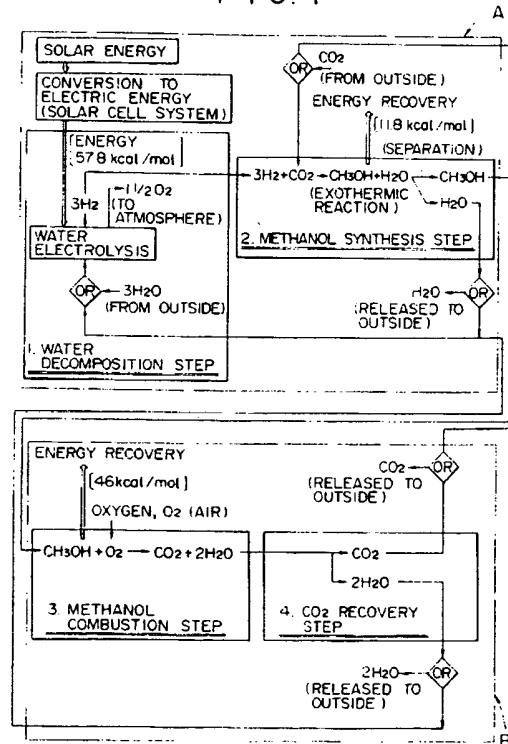 A
SOLAR ENERGY
CONVERSION TO
ELECTRIC ENERGY
(SOLAR CELL SYSTEM)
OR
CO2
(FROM OUTSIDE)
ENERGY RECOVERY
[11.8 kcal/mol]
(SEPARATION)
[ENERGY
57.8 kcal/mol]
3H2
1 1/2 O2
(TO
ATMOSPHERE)
WATER
ELECTROLYSIS
OR
3H2O
(FROM OUTSIDE)
1. WATER
DECOMPOSITION STEP
3H2+CO2→CH3OH+H2O
CH3OH
(EXOTHERMIC
REACTION)
H2O
2. METHANOL SYNTHESIS STEP
H2O
(RELEASED TO
OUTSIDE)
OR
ENERGY RECOVERY
[46kcal/mol]
OXYGEN, O2 (AIR)
CH3OH+O2→CO2+2H2O
3. METHANOL
COMBUSTION STEP
CO2
(RELEASED TO
OUTSIDE)
OR
CO2
2H2O
4. CO2 RECOVERY
STEP
2H2O
(RELEASED TO
OUTSIDE)
OR
B